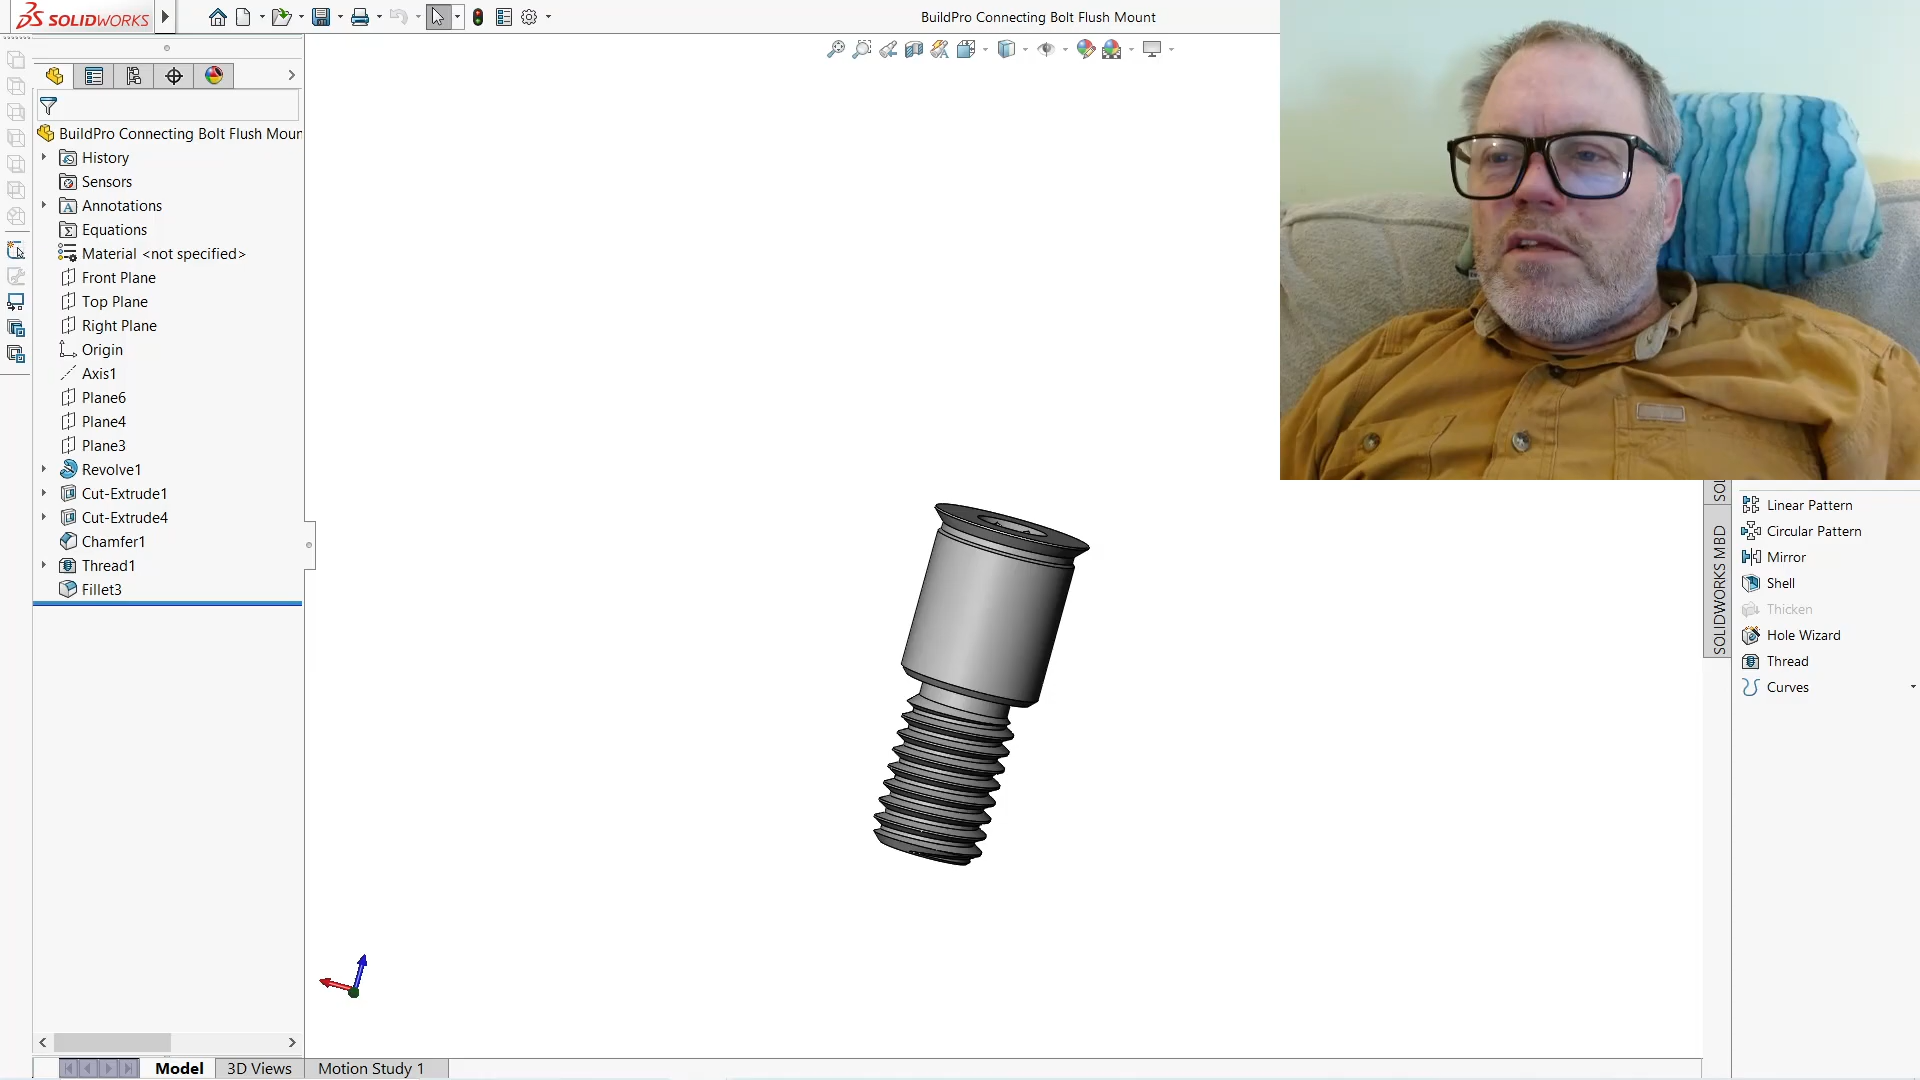 SOLIDWORKS
BuildPro Connecting Bolt Flush Mount
BuildPro Connecting Bolt Flush Moun
History
Sensors
Annotations
Equations
Material <not specified>
Front Plane
Top Plane
Right Plane
Origin
Axis1
Plane6
Plane4
Plane3
Revolve1
Cut-Extrude1
Cut-Extrude4
Chamfer1
Thread1
Fillet3
SOL
SOLIDWORKS MBD
Linear Pattern
Circular Pattern
Mirror
Shell
Thicken
Hole Wizard
Thread
Curves
Model
3D Views
Motion Study 1